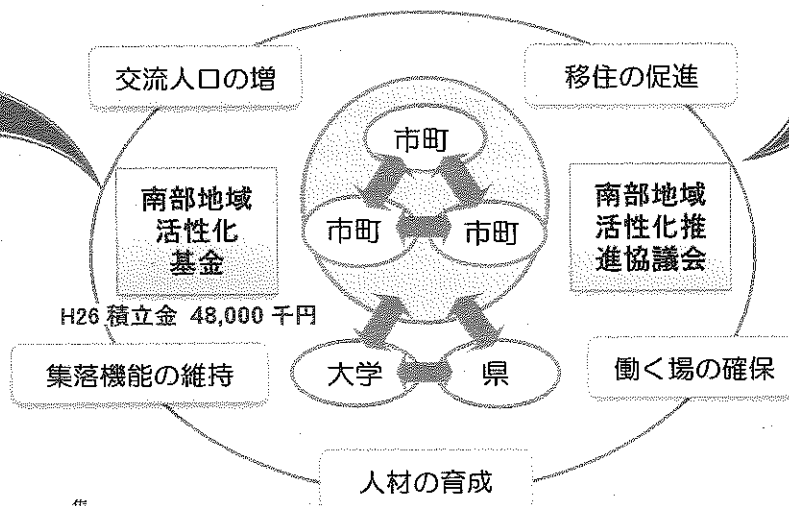 交流人口の増
移住の促進
市町
市町
市町
南部地域
活性化
基金
南部地域
活性化推
進協議会
H26 積立金 48,000 千円
集落機能の維持
大学
県
働く場の確保
人材の育成